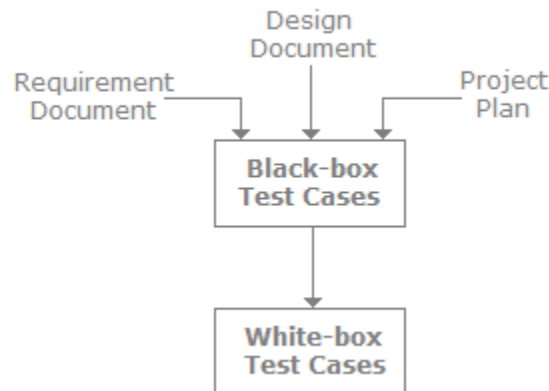 Design
Document
Requirement
Document
Project
Plan
Black-box
Test Cases
White-box
Test Cases